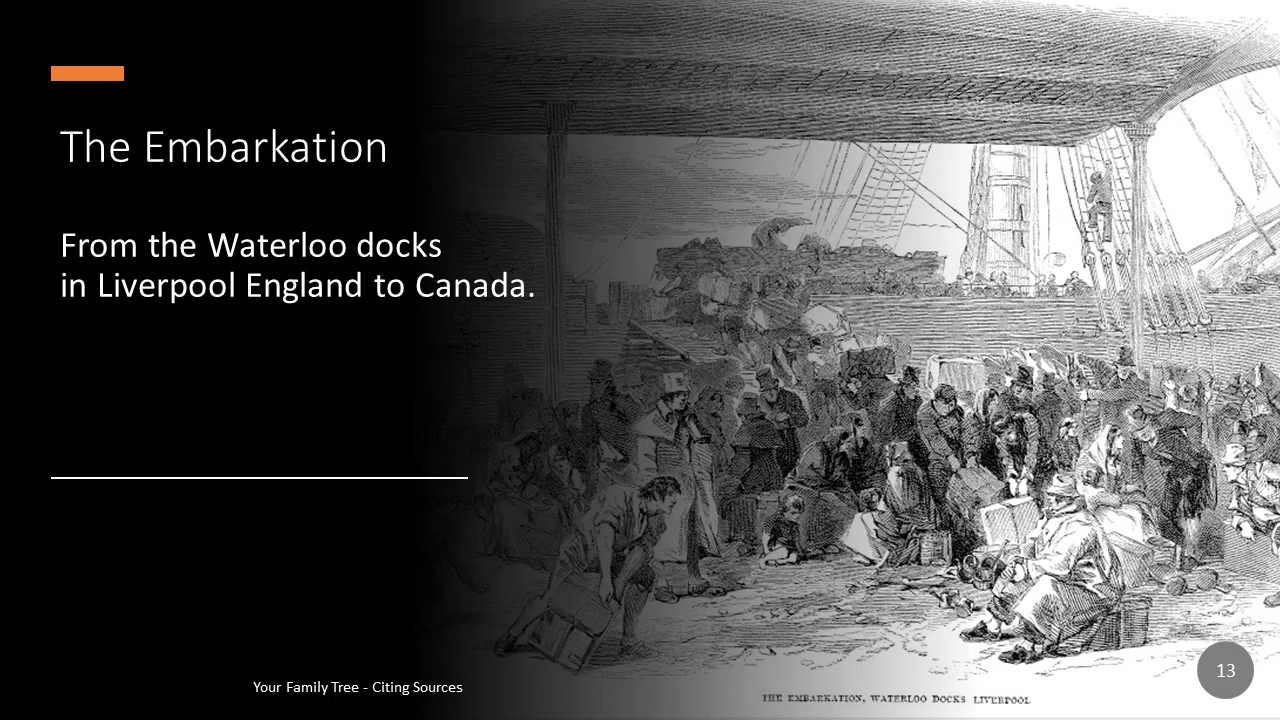 The Embarkation
From the Waterloo docks
in Liverpool England to Canada.
Your Family Tree - Citing Sources
THE EMBARKATION, WATERLOO DOCKS LIVERPOOL
13